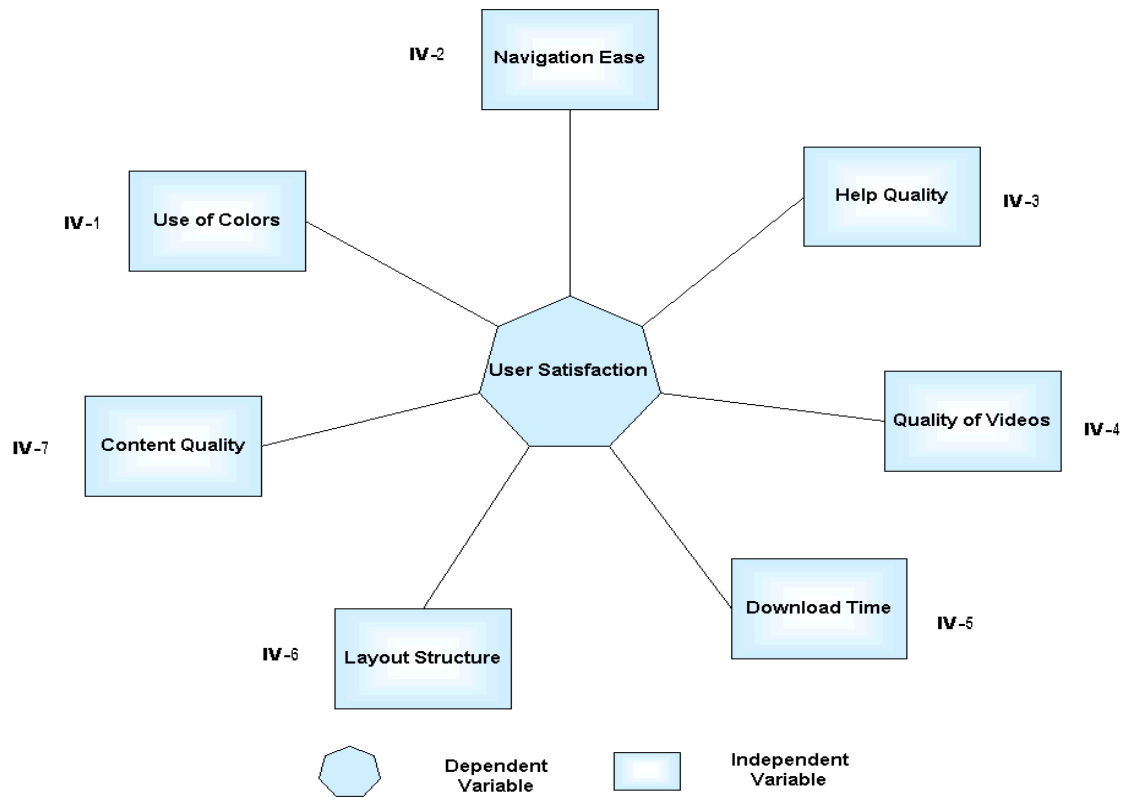 IV-2
Navigation Ease
Help Quality
IV-3
IV-1
Use of Colors
User Satisfaction
Quality of Videos
IV-4
IV-7
Content Quality
Download Time
IV-5
IV-6
Layout Structure
Dependent
Variable
Independent
Variable